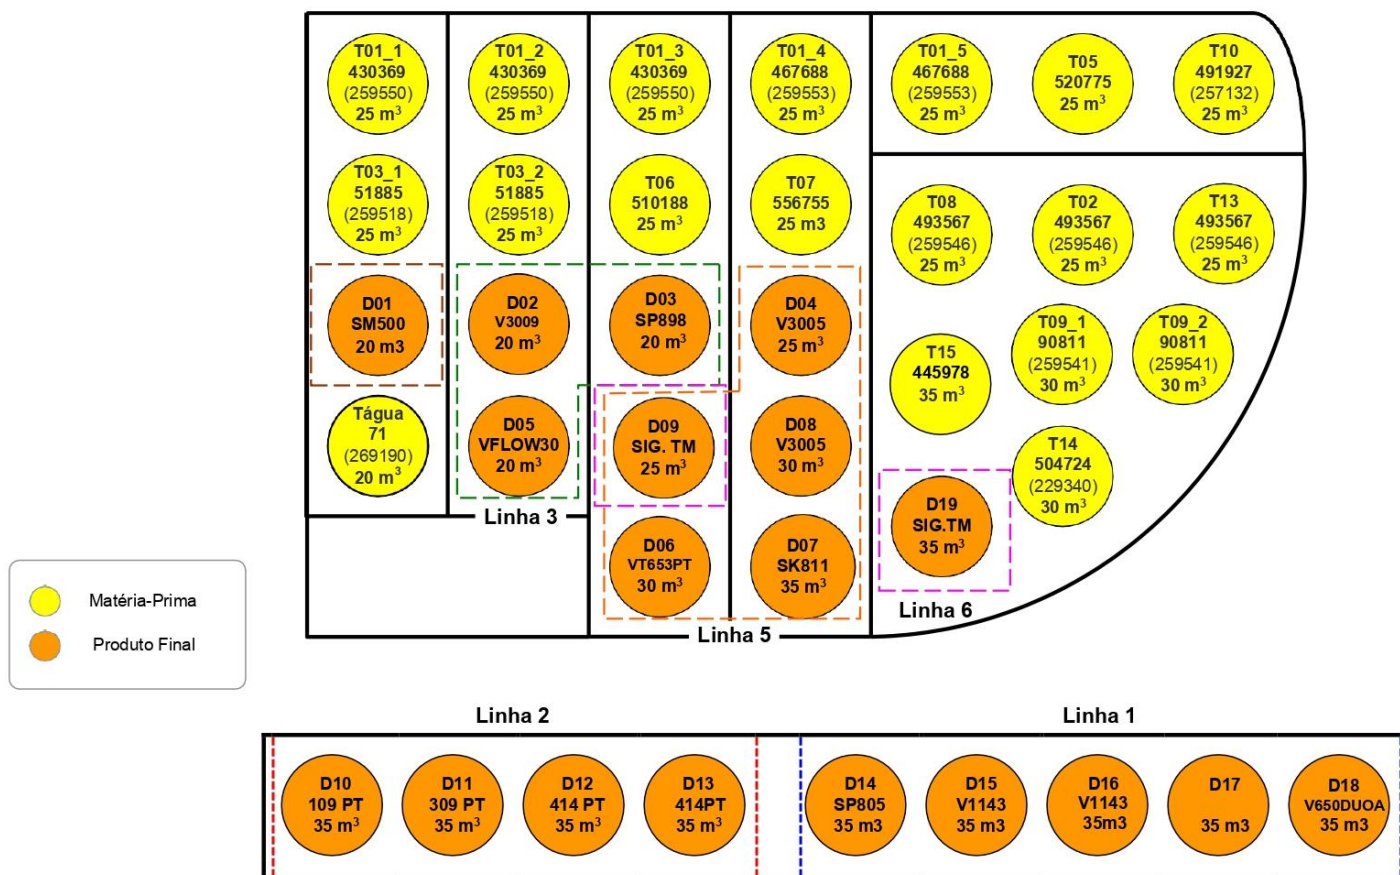 T01_1
430369
(259550)
25 m³
T01_2
430369
(259550)
25 m³
T01_3
430369
(259550)
25 m³
T01_4
467688
(259553)
25 m³
T01_5
467688
(259553)
25 m³
T05
520775
25 m³
T10
491927
(257132)
25 m³
T03_1
51885
(259518)
25 m³
T03_2
51885
(259518)
25 m³
T06
510188
25 m³
T07
556755
25 m3
T08
493567
(259546)
25 m³
T02
493567
(259546)
25 m³
T13
493567
(259546)
25 m³
D01
SM500
20 m3
D02
V3009
20 m³
D03
SP898
20 m³
D04
V3005
25 m³
T15
445978
35 m³
T09_1
90811
(259541)
30 m³
T09_2
90811
(259541)
30 m³
Tágua
71
(269190)
20 m³
D05
VFLOW30
20 m³
D09
SIG. TM
25 m³
D08
V3005
30 m³
T14
504724
(229340)
30 m³
D19
SIG.TM
35 m³
Linha 3
D06
VT653PT
30 m³
D07
SK811
35 m³
Linha 6
Linha 5
Matéria-Prima
Produto Final
Linha 2
Linha 1
D10
109 PT
35 m³
D11
309 PT
35 m³
D12
414 PT
35 m³
D13
414PT
35 m³
D14
SP805
35 m3
D15
V1143
35 m3
D16
V1143
35m3
D17
35 m3
D18
V650DUOA
35 m3